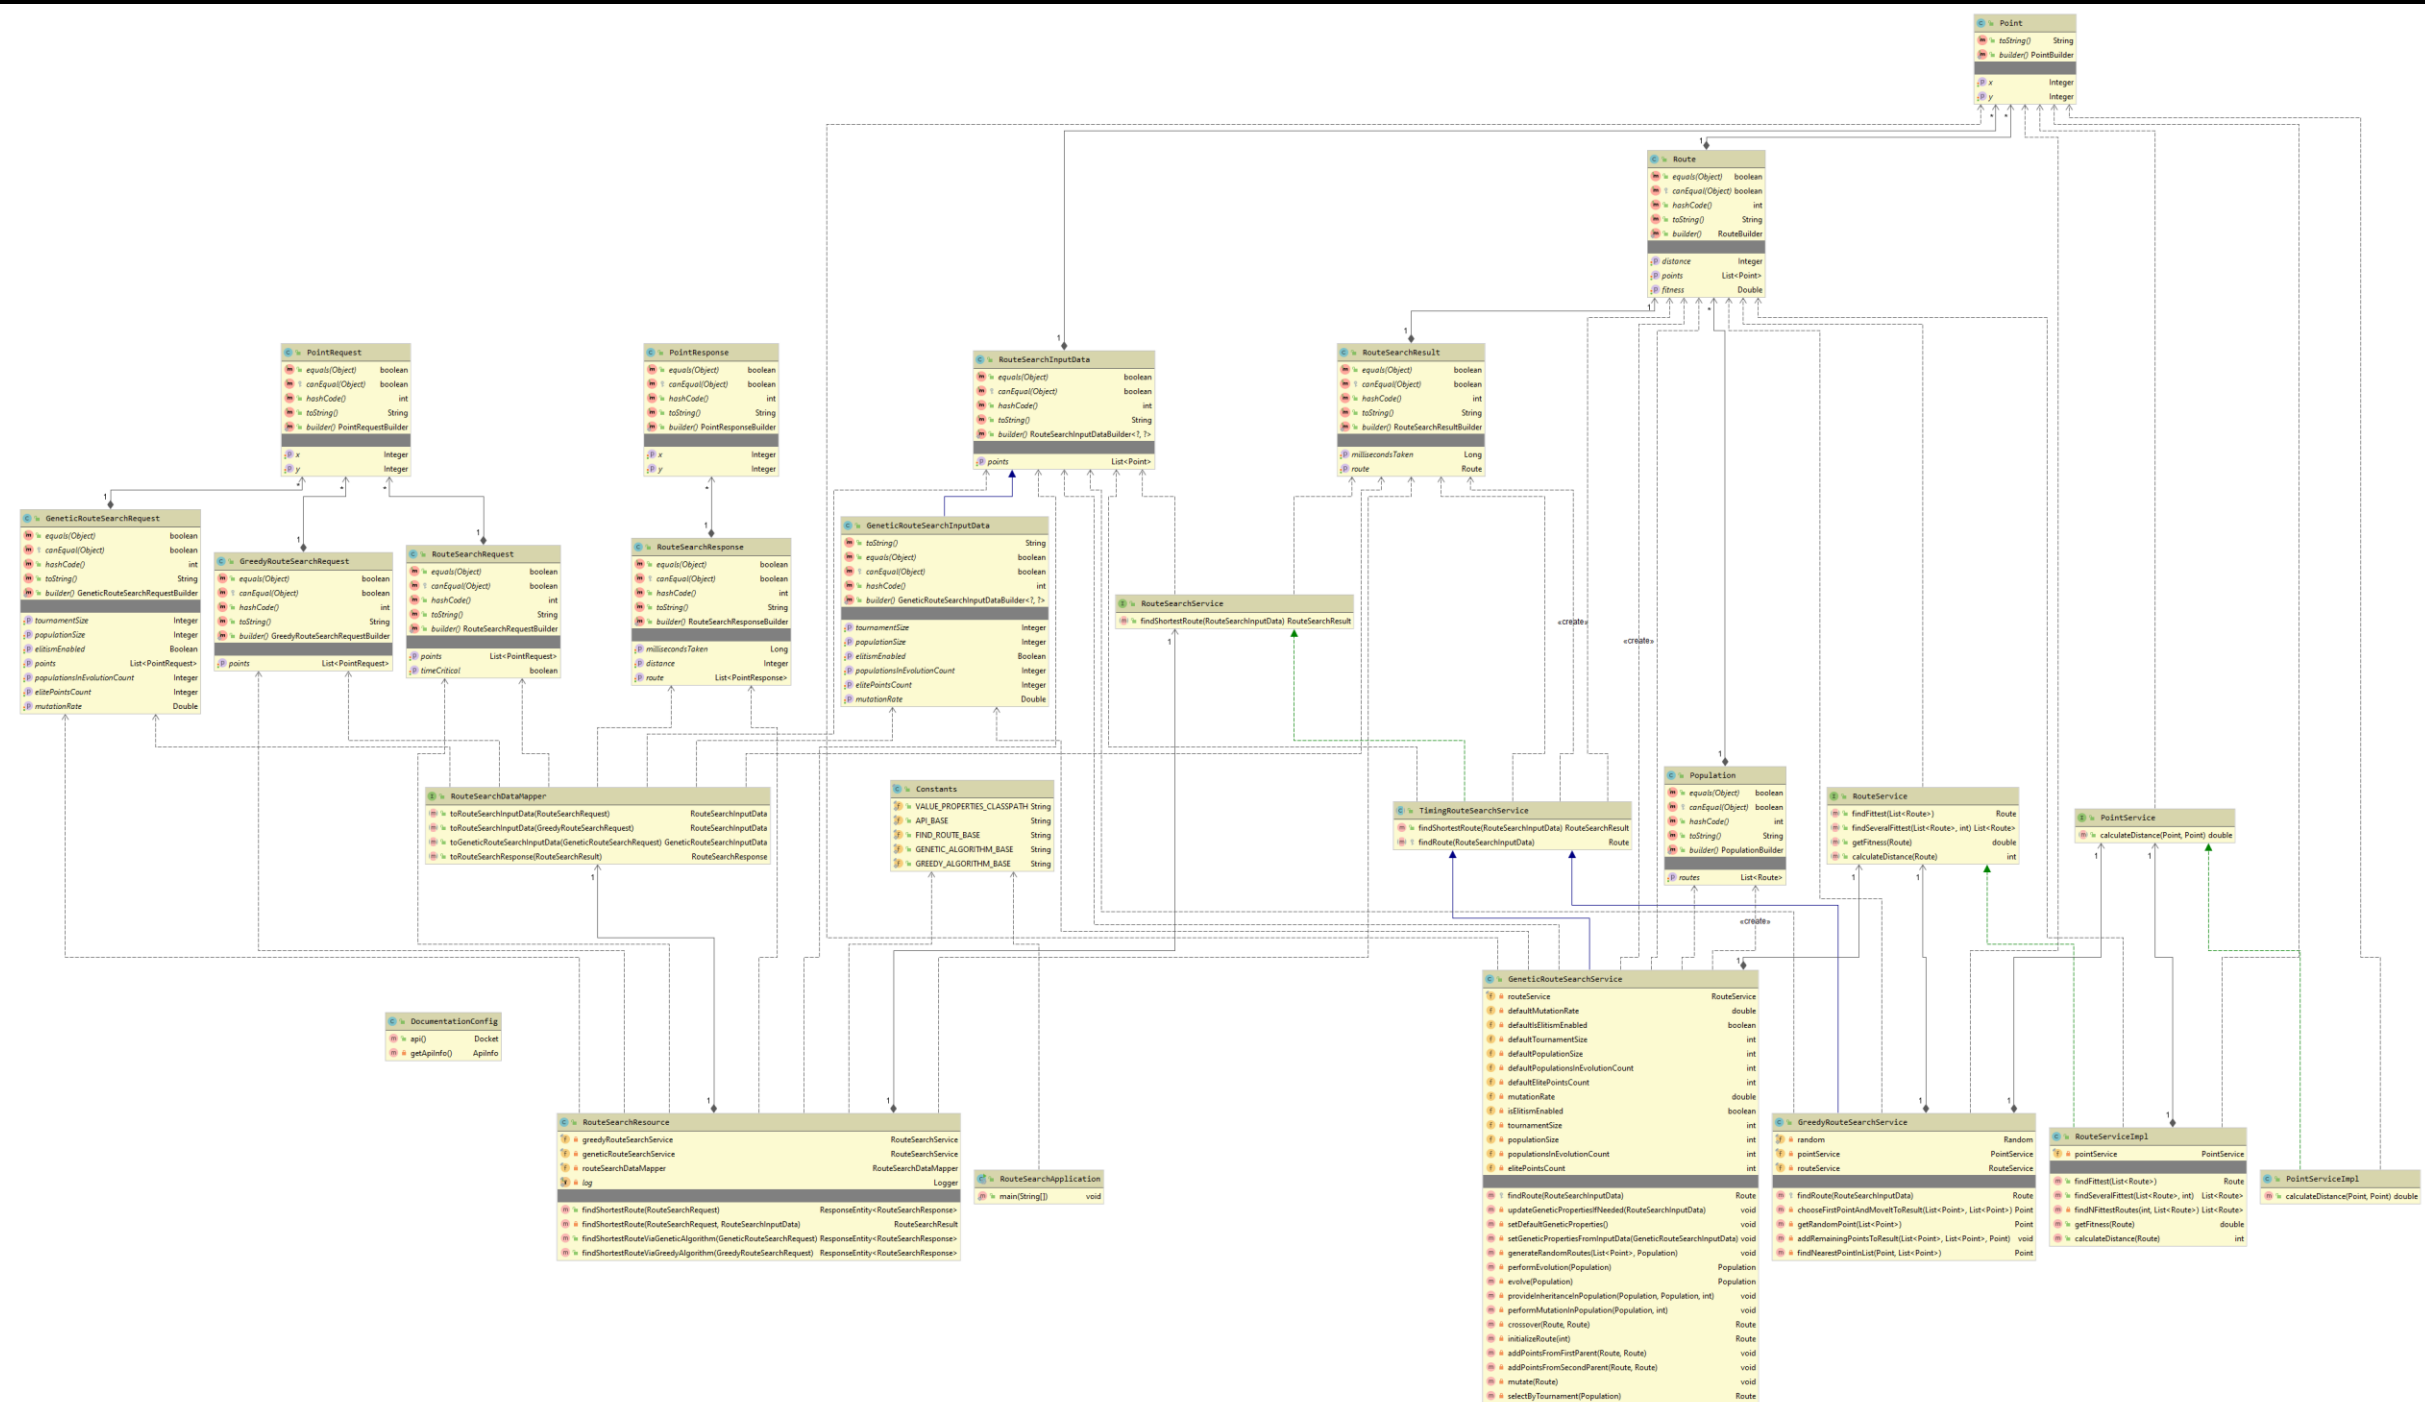 Point
toString() String
builder() PointBuilder
x Integer
y Integer
* *
1
Route
equals(Object) boolean
canEqual(Object) boolean
hashCode() int
toString() String
builder() RouteBuilder
distance Integer
points List<Point>
fitness Double
1 *
PointRequest
equals(Object) boolean
canEqual(Object) boolean
hashCode() int
toString() String
builder() PointRequestBuilder
x Integer
y Integer
* * *
PointResponse
equals(Object) boolean
canEqual(Object) boolean
hashCode() int
toString() String
builder() PointResponseBuilder
x Integer
y Integer
*
1
RouteSearchInputData
equals(Object) boolean
canEqual(Object) boolean
hashCode() int
toString() String
builder() RouteSearchInputDataBuilder<?, ?>
points List<Point>
1
RouteSearchResult
equals(Object) boolean
canEqual(Object) boolean
hashCode() int
toString() String
builder() RouteSearchResultBuilder
millisecondsTaken Long
route Route
1
GeneticRouteSearchRequest
equals(Object) boolean
canEqual(Object) boolean
hashCode() int
toString() String
builder() GeneticRouteSearchRequestBuilder
tournamentSize Integer
populationSize Integer
elitismEnabled Boolean
points List<PointRequest>
populationsInEvolutionCount Integer
elitePointsCount Integer
mutationRate Double
1
GreedyRouteSearchRequest
equals(Object) boolean
canEqual(Object) boolean
hashCode() int
toString() String
builder() GreedyRouteSearchRequestBuilder
points List<PointRequest>
1
RouteSearchRequest
equals(Object) boolean
canEqual(Object) boolean
hashCode() int
toString() String
builder() RouteSearchRequestBuilder
points List<PointRequest>
timeCritical boolean
1
RouteSearchResponse
equals(Object) boolean
canEqual(Object) boolean
hashCode() int
toString() String
builder() RouteSearchResponseBuilder
millisecondsTaken Long
distance Integer
route List<PointResponse>
GeneticRouteSearchInputData
toString() String
equals(Object) boolean
canEqual(Object) boolean
hashCode() int
builder() GeneticRouteSearchInputDataBuilder<?, ?>
tournamentSize Integer
populationSize Integer
elitismEnabled Boolean
populationsInEvolutionCount Integer
elitePointsCount Integer
mutationRate Double
RouteSearchService
findShortestRoute(RouteSearchInputData) RouteSearchResult
1
«create»
«create»
RouteSearchDataMapper
toRouteSearchInputData(RouteSearchRequest) RouteSearchInputData
toRouteSearchInputData(GreedyRouteSearchRequest) RouteSearchInputData
toGeneticRouteSearchInputData(GeneticRouteSearchRequest) GeneticRouteSearchInputData
toRouteSearchResponse(RouteSearchResult) RouteSearchResponse
1
Constants
VALUE_PROPERTIES_CLASSPATH String
API_BASE String
FIND_ROUTE_BASE String
GENETIC_ALGORITHM_BASE String
GREEDY_ALGORITHM_BASE String
TimingRouteSearchService
findShortestRoute(RouteSearchInputData) RouteSearchResult
findRoute(RouteSearchInputData) Route
1
Population
equals(Object) boolean
canEqual(Object) boolean
hashCode() int
toString() String
builder() PopulationBuilder
routes List<Route>
«create»
RouteService
findFittest(List<Route>) Route
findSeveralFittest(List<Route>, int) List<Route>
getFitness(Route) double
calculateDistance(Route) int
1 1
PointService
calculateDistance(Point, Point) double
1 1
DocumentationConfig
api() Docket
getApiInfo() ApiInfo
1 1
RouteSearchResource
greedyRouteSearchService RouteSearchService
geneticRouteSearchService RouteSearchService
routeSearchDataMapper RouteSearchDataMapper
log Logger
findShortestRoute(RouteSearchRequest) ResponseEntity<RouteSearchResponse>
findShortestRoute(RouteSearchRequest, RouteSearchInputData) RouteSearchResult
findShortestRouteViaGeneticAlgorithm(GeneticRouteSearchRequest) ResponseEntity<RouteSearchResponse>
findShortestRouteViaGreedyAlgorithm(GreedyRouteSearchRequest) ResponseEntity<RouteSearchResponse>
RouteSearchApplication
main(String[]) void
1
GeneticRouteSearchService
routeService RouteService
defaultMutationRate double
defaultIsElitismEnabled boolean
defaultTournamentSize int
defaultPopulationSize int
defaultPopulationsInEvolutionCount int
defaultElitePointsCount int
mutationRate double
isElitismEnabled boolean
tournamentSize int
populationSize int
populationsInEvolutionCount int
elitePointsCount int
findRoute(RouteSearchInputData) Route
updateGeneticPropertiesIfNeeded(RouteSearchInputData) void
setDefaultGeneticProperties() void
setGeneticPropertiesFromInputData(GeneticRouteSearchInputData) void
generateRandomRoutes(List<Point>, Population) void
performEvolution(Population) Population
evolve(Population) Population
provideInheritanceInPopulation(Population, Population, int) void
performMutationInPopulation(Population, int) void
crossover(Route, Route) Route
initializeRoute(int) Route
addPointsFromFirstParent(Route, Route) void
addPointsFromSecondParent(Route, Route) void
mutate(Route) void
selectByTournament(Population) Route
1 1
GreedyRouteSearchService
random Random
pointService PointService
routeService RouteService
findRoute(RouteSearchInputData) Route
chooseFirstPointAndMoveItToResult(List<Point>, List<Point>) Point
getRandomPoint(List<Point>) Point
addRemainingPointsToResult(List<Point>, List<Point>, Point) void
findNearestPointInList(Point, List<Point>) Point
1
RouteServiceImpl
pointService PointService
findFittest(List<Route>) Route
findSeveralFittest(List<Route>, int) List<Route>
findNFittestRoutes(int, List<Route>) List<Route>
getFitness(Route) double
calculateDistance(Route) int
PointServiceImpl
calculateDistance(Point, Point) double